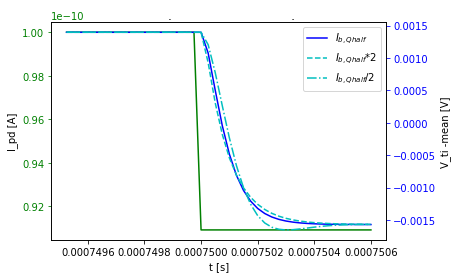 1e−10
1.00
0.98
0.96
0.94
0.92
I_pd [A]
I_{b,Qhalf}
I_{b,Qhalf}*2
I_{b,Qhalf}/2
0.0015
0.0010
0.0005
0.0000
−0.0005
−0.0010
−0.0015
V_ti -mean [V]
0.0007496 0.0007498 0.0007500 0.0007502 0.0007504 0.0007506
t [s]